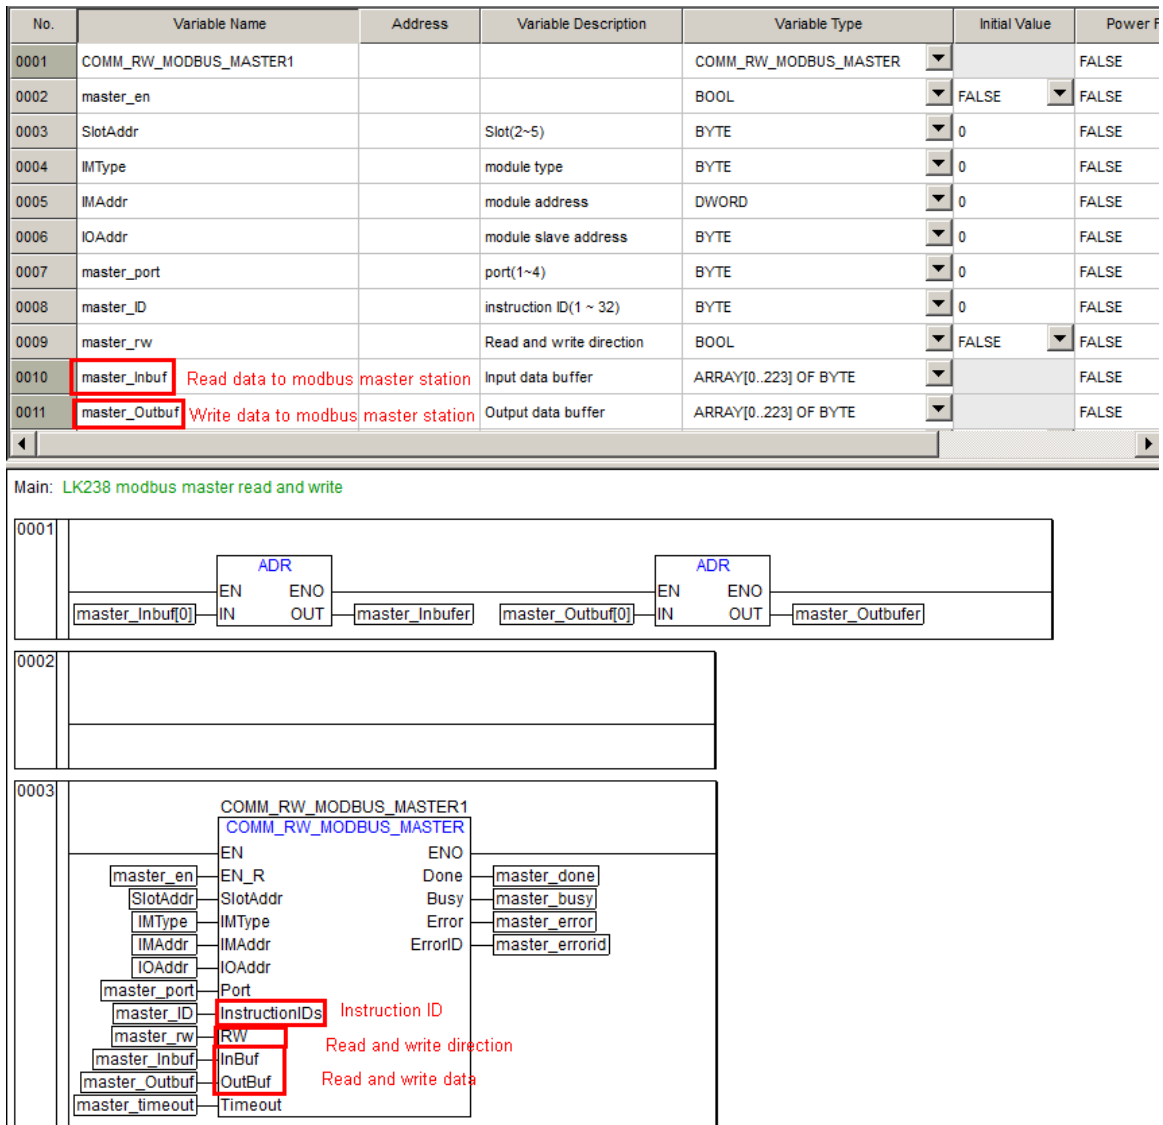 No. Variable Name Address Variable Description Variable Type Initial Value Power F
0001 COMM_RW_MODBUS_MASTER1 COMM_RW_MODBUS_MASTER FALSE
0002 master_en BOOL FALSE FALSE
0003 SlotAddr Slot(2~5) BYTE 0 FALSE
0004 IMType module type BYTE 0 FALSE
0005 IMAddr module address DWORD 0 FALSE
0006 IOAddr module slave address BYTE 0 FALSE
0007 master_port port(1~4) BYTE 0 FALSE
0008 master_ID instruction ID(1 ~ 32) BYTE 0 FALSE
0009 master_rw Read and write direction BOOL FALSE FALSE
0010 master_Inbuf Read data to modbus master station Input data buffer ARRAY[0..223] OF BYTE FALSE
0011 master_Outbuf Write data to modbus master station Output data buffer ARRAY[0..223] OF BYTE FALSE
Main: LK238 modbus master read and write
0001
ADR ADR
EN ENO EN ENO
master_Inbuf[0] IN OUT master_Inbufer master_Outbuf[0] IN OUT master_Outbufer
0002
0003
COMM_RW_MODBUS_MASTER1
COMM_RW_MODBUS_MASTER
EN ENO
master_en EN_R Done master_done
SlotAddr SlotAddr Busy master_busy
IMType IMType Error master_error
IMAddr IMAddr ErrorID master_errorid
IOAddr IOAddr
master_port Port
master_ID InstructionIDs Instruction ID
master_rw RW Read and write direction
master_Inbuf InBuf
master_Outbuf OutBuf Read and write data
master_timeout Timeout